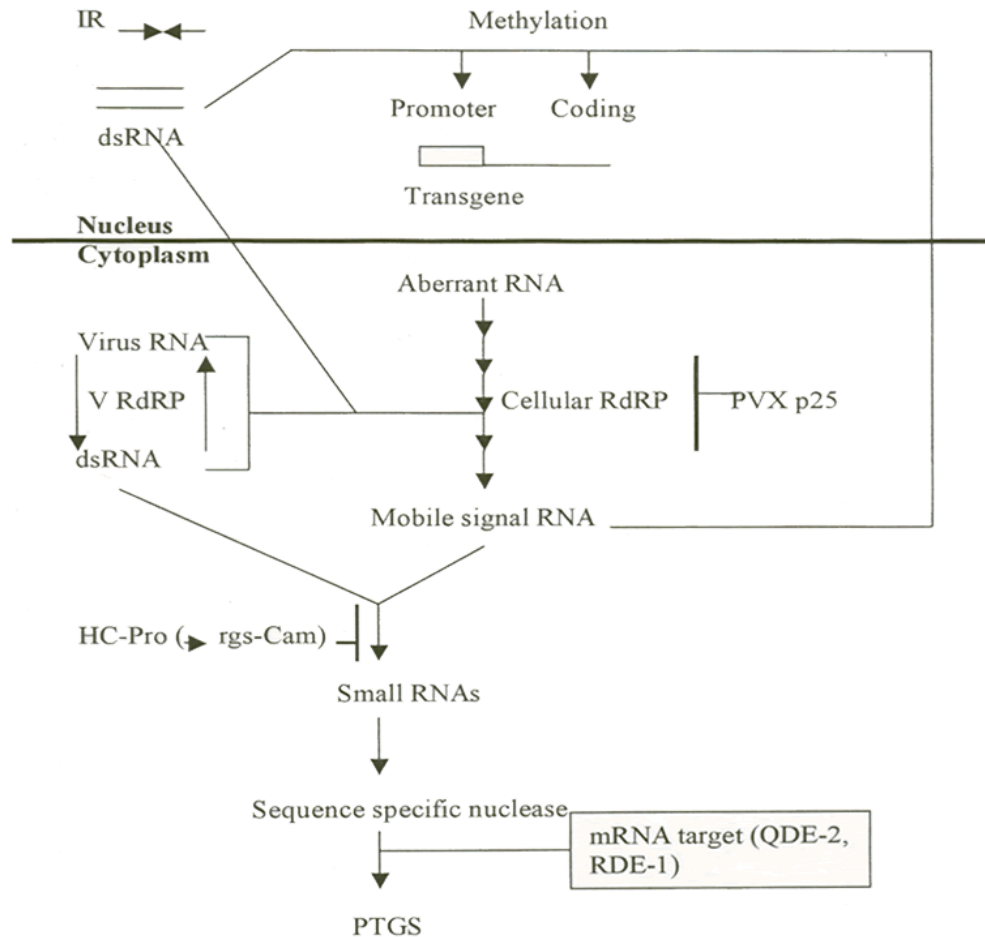 IR
Methylation
Promoter Coding
dsRNA
Transgene
Nucleus
Cytoplasm
Aberrant RNA
Virus RNA
V RdRP
Cellular RdRP
PVX p25
dsRNA
Mobile signal RNA
HC-Pro ( rgs-Cam)
Small RNAs
Sequence specific nuclease
mRNA target (QDE-2,
RDE-1)
PTGS